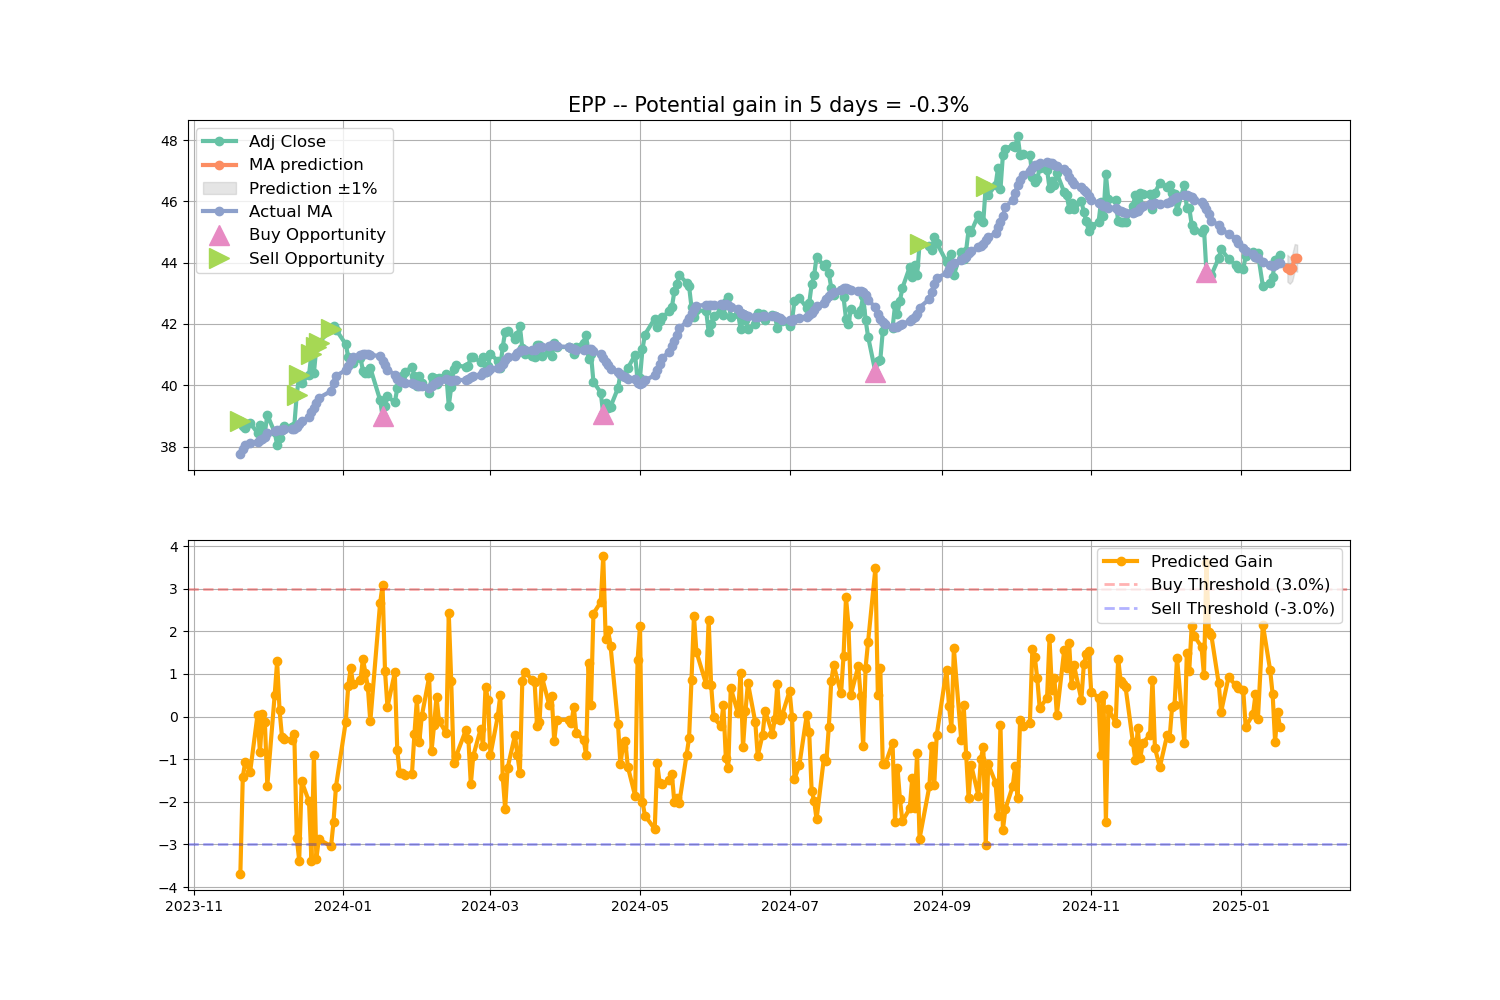 EPP -- Potential gain in 5 days = -0.3%
48
46
44
42
40
38
Adj Close
MA prediction
Prediction ±1%
Actual MA
Buy Opportunity
Sell Opportunity
4
3
2
1
0
−1
−2
−3
−4
Predicted Gain
Buy Threshold (3.0%)
Sell Threshold (-3.0%)
2023-11
2024-01
2024-03
2024-05
2024-07
2024-09
2024-11
2025-01